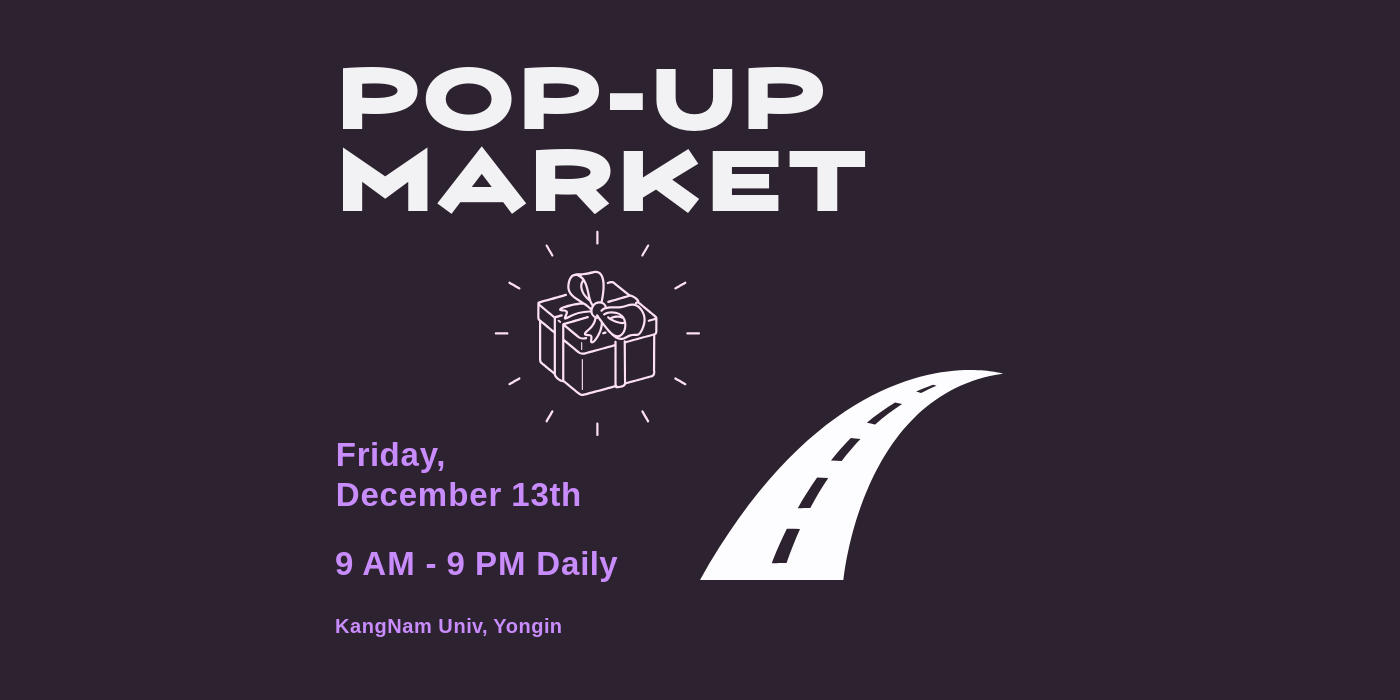 POP-UP
MARKET
Friday,
December 13th
9 AM - 9 PM Daily
KangNam Univ, Yongin